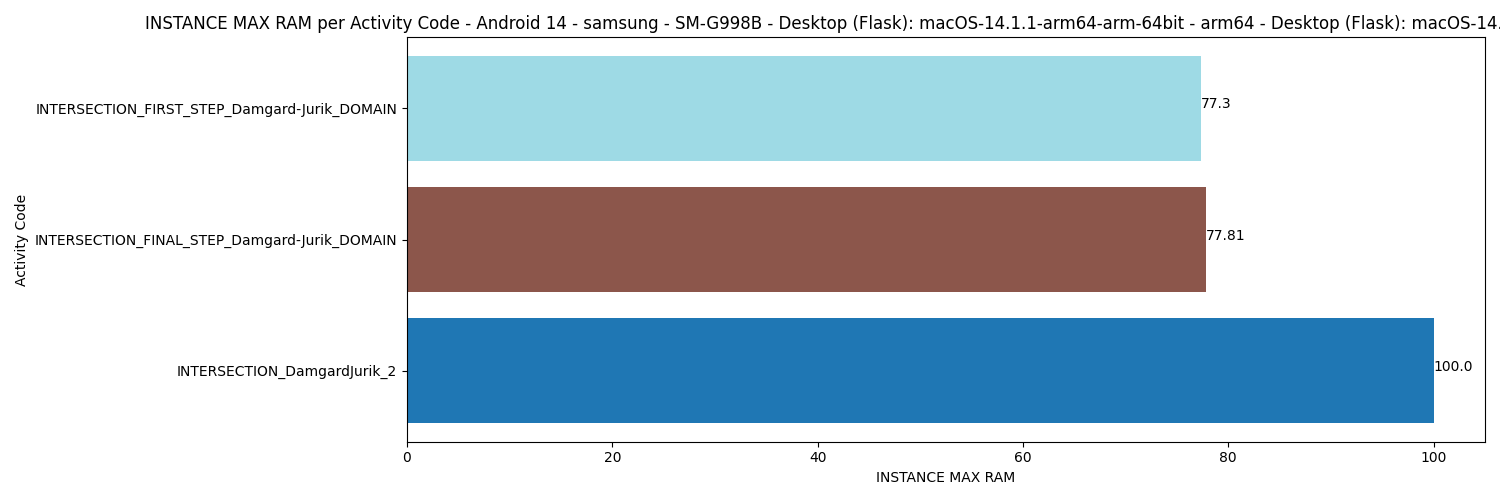 INSTANCE MAX RAM per Activity Code - Android 14 - samsung - SM-G998B - Desktop (Flask): macOS-14.1.1-arm64-arm-64bit - arm64 - Desktop (Flask): macOS-14.
INTERSECTION_FIRST_STEP_Damgard-Jurik_DOMAIN
77.3
INTERSECTION_FINAL_STEP_Damgard-Jurik_DOMAIN
77.81
INTERSECTION_DamgardJurik_2
100.0
Activity Code
0 20 40 60 80 100
INSTANCE MAX RAM